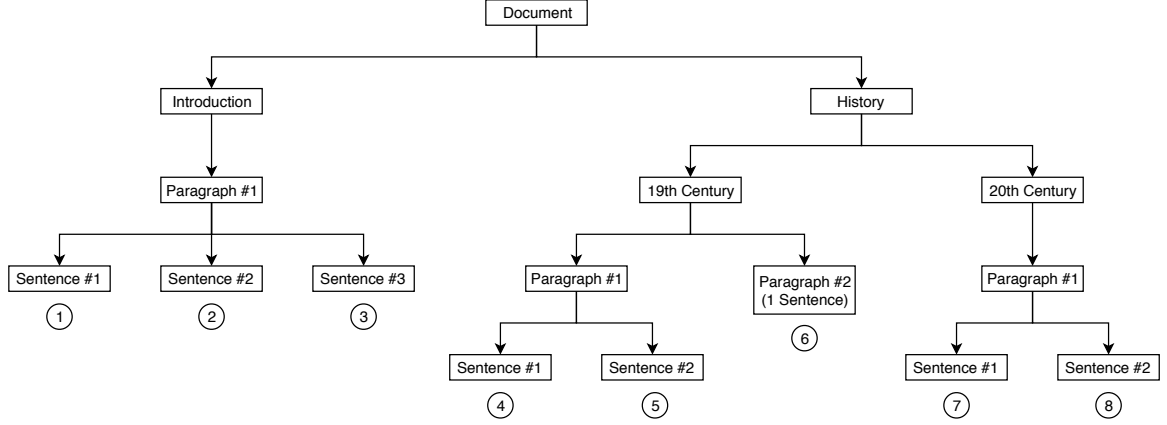 Document
Introduction
History
Paragraph #1
19th Century
20th Century
Sentence #1
Sentence #2
Sentence #3
Paragraph #1
Paragraph #2
(1 Sentence)
Paragraph #1
1
2
3
6
Sentence #1
Sentence #2
Sentence #1
Sentence #2
4
5
7
8